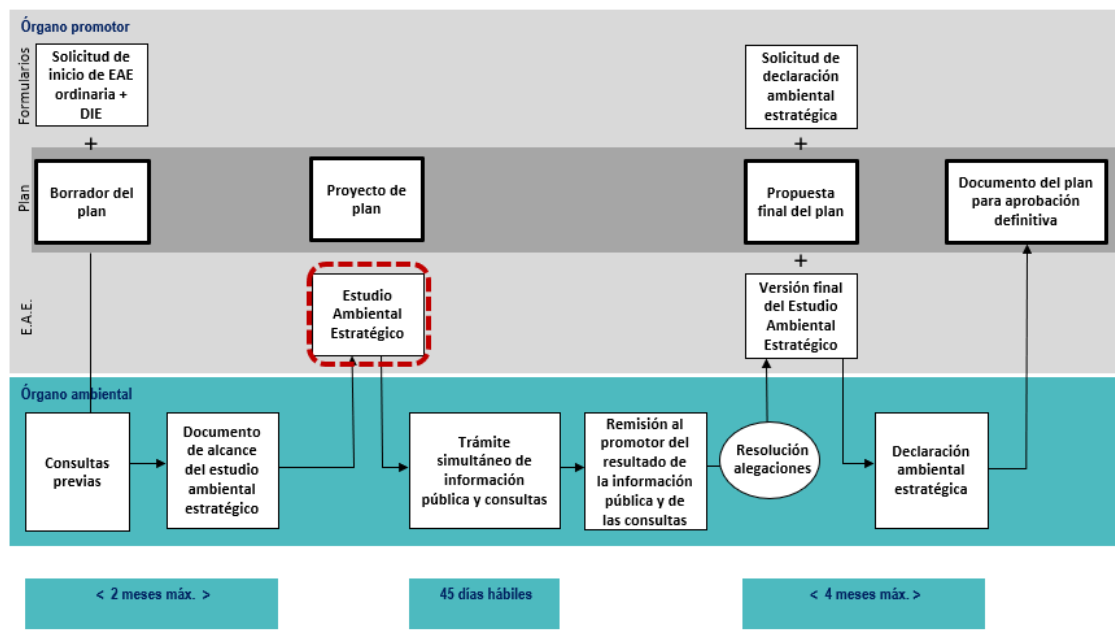 Órgano promotor
Formularios
Solicitud de
inicio de EAE
ordinaria +
DIE
Solicitud de
declaración
ambiental
estratégica
+
+
Plan
Borrador del
plan
Proyecto de
plan
Propuesta
final del plan
Documento del plan
para aprobación
definitiva
+
E.A.E.
Estudio
Ambiental
Estratégico
Versión final
del Estudio
Ambiental
Estratégico
Órgano ambiental
Consultas
previas
Documento
de alcance
del estudio
ambiental
estratégico
Trámite
simultáneo de
información
pública y consultas
Remisión al
promotor del
resultado de
la información
pública y de
las consultas
Resolución
alegaciones
Declaración
ambiental
estratégica
< 2 meses máx. >
45 días hábiles
< 4 meses máx. >